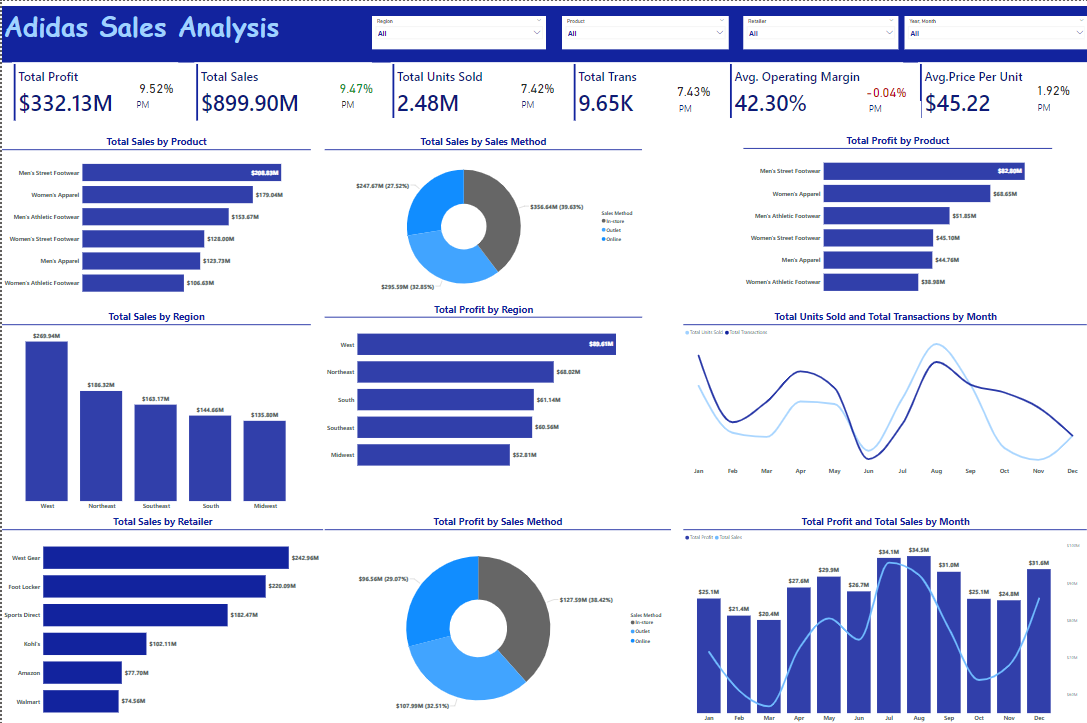 Adidas Sales Analysis
Region
All
Product
All
Retailer
All
Year, Month
All
Total Profit
$332.13M
9.52%
PM
Total Sales
$899.90M
9.47%
PM
Total Units Sold
2.48M
7.42%
PM
Total Trans
9.65K
7.43%
PM
Avg. Operating Margin
42.30%
-0.04%
PM
Avg.Price Per Unit
$45.22
1.92%
PM
Total Sales by Product
Men's Street Footwear
$208.83M
Women's Apparel
$179.04M
Men's Athletic Footwear
$153.67M
Women's Street Footwear
$128.00M
Men's Apparel
$123.73M
Women's Athletic Footwear
$106.63M
Total Sales by Sales Method
$247.67M (27.52%)
$356.64M (39.63%)
$295.59M (32.85%)
Sales Method
In-store
Outlet
Online
Total Profit by Product
Men's Street Footwear
$82.80M
Women's Apparel
$68.65M
Men's Athletic Footwear
$51.85M
Women's Street Footwear
$45.10M
Men's Apparel
$44.76M
Women's Athletic Footwear
$38.98M
Total Sales by Region
$269.94M
$186.32M
$163.17M
$144.66M
$135.80M
West
Northeast
Southeast
South
Midwest
Total Profit by Region
West
$89.61M
Northeast
$68.02M
South
$61.14M
Southeast
$60.56M
Midwest
$52.81M
Total Units Sold and Total Transactions by Month
Total Units Sold
Total Transactions
Jan
Feb
Mar
Apr
May
Jun
Jul
Aug
Sep
Oct
Nov
Dec
Total Sales by Retailer
West Gear
$242.96M
Foot Locker
$220.09M
Sports Direct
$182.47M
Kohl's
$102.11M
Amazon
$77.70M
Walmart
$74.56M
Total Profit by Sales Method
$96.56M (29.07%)
$127.59M (38.42%)
$107.99M (32.51%)
Sales Method
In-store
Outlet
Online
Total Profit and Total Sales by Month
Total Profit
Total Sales
$25.1M
$21.4M
$20.4M
$27.6M
$29.9M
$26.7M
$34.1M
$34.5M
$31.0M
$25.1M
$24.8M
$31.6M
Jan
Feb
Mar
Apr
May
Jun
Jul
Aug
Sep
Oct
Nov
Dec